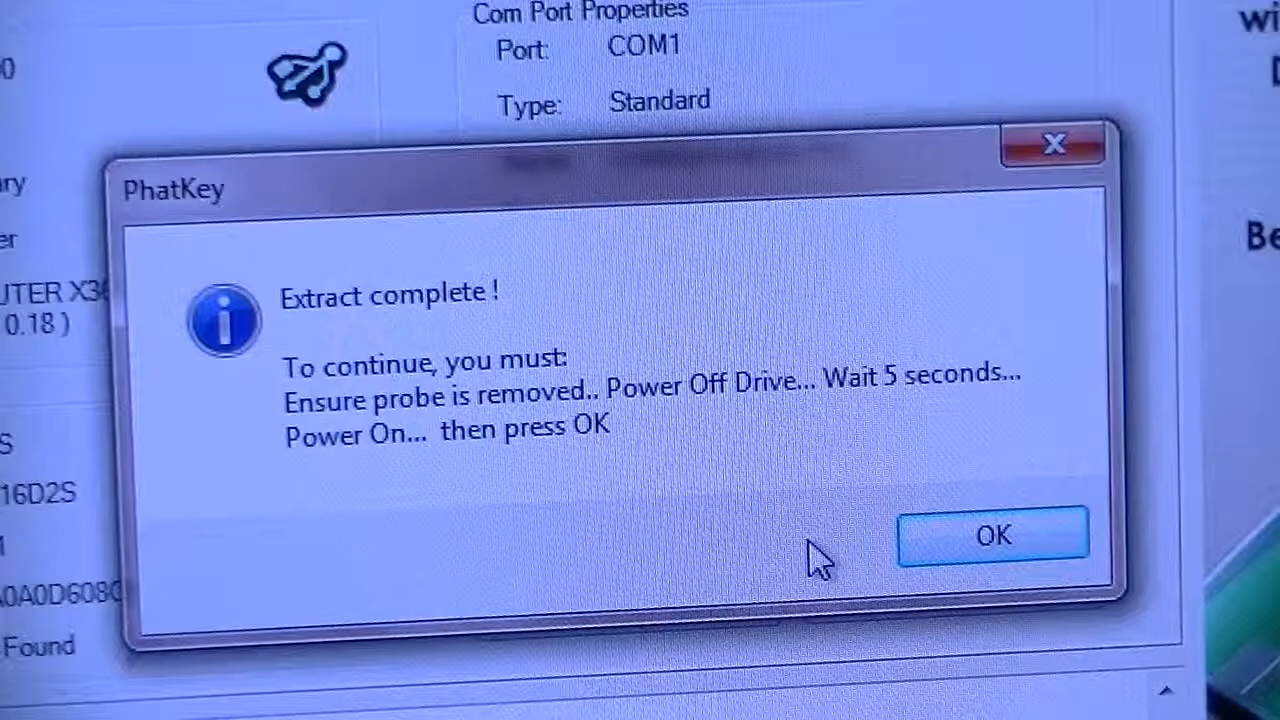 Com Port Properties
Port: COM1
Type: Standard
PhatKey
Extract complete !
To continue, you must:
Ensure probe is removed.. Power Off Drive... Wait 5 seconds...
Power On... then press OK
OK
0.18 )
16D2S
Found